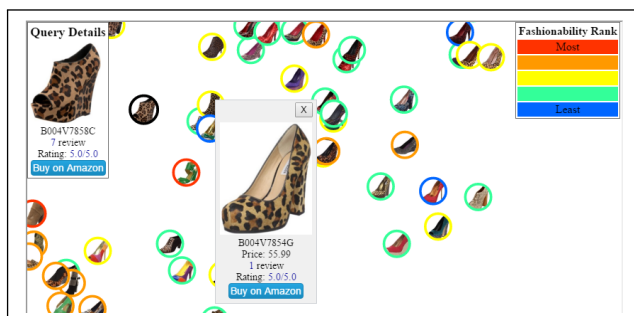 Query Details
B004V7858C
7 review
Rating: 5.0/5.0
Buy on Amazon
X
B004V7854G
Price: 55.99
1 review
Rating: 5.0/5.0
Buy on Amazon
Fashionability Rank
Most
Least